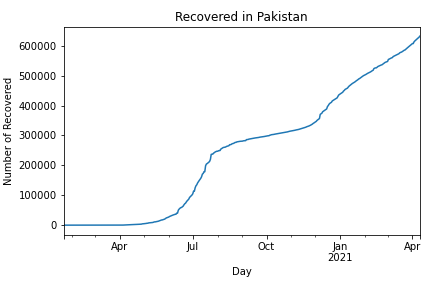 Recovered in Pakistan
Number of Recovered
600000
500000
400000
300000
200000
100000
0
Apr
Jul
Oct
Jan
2021
Apr
Day